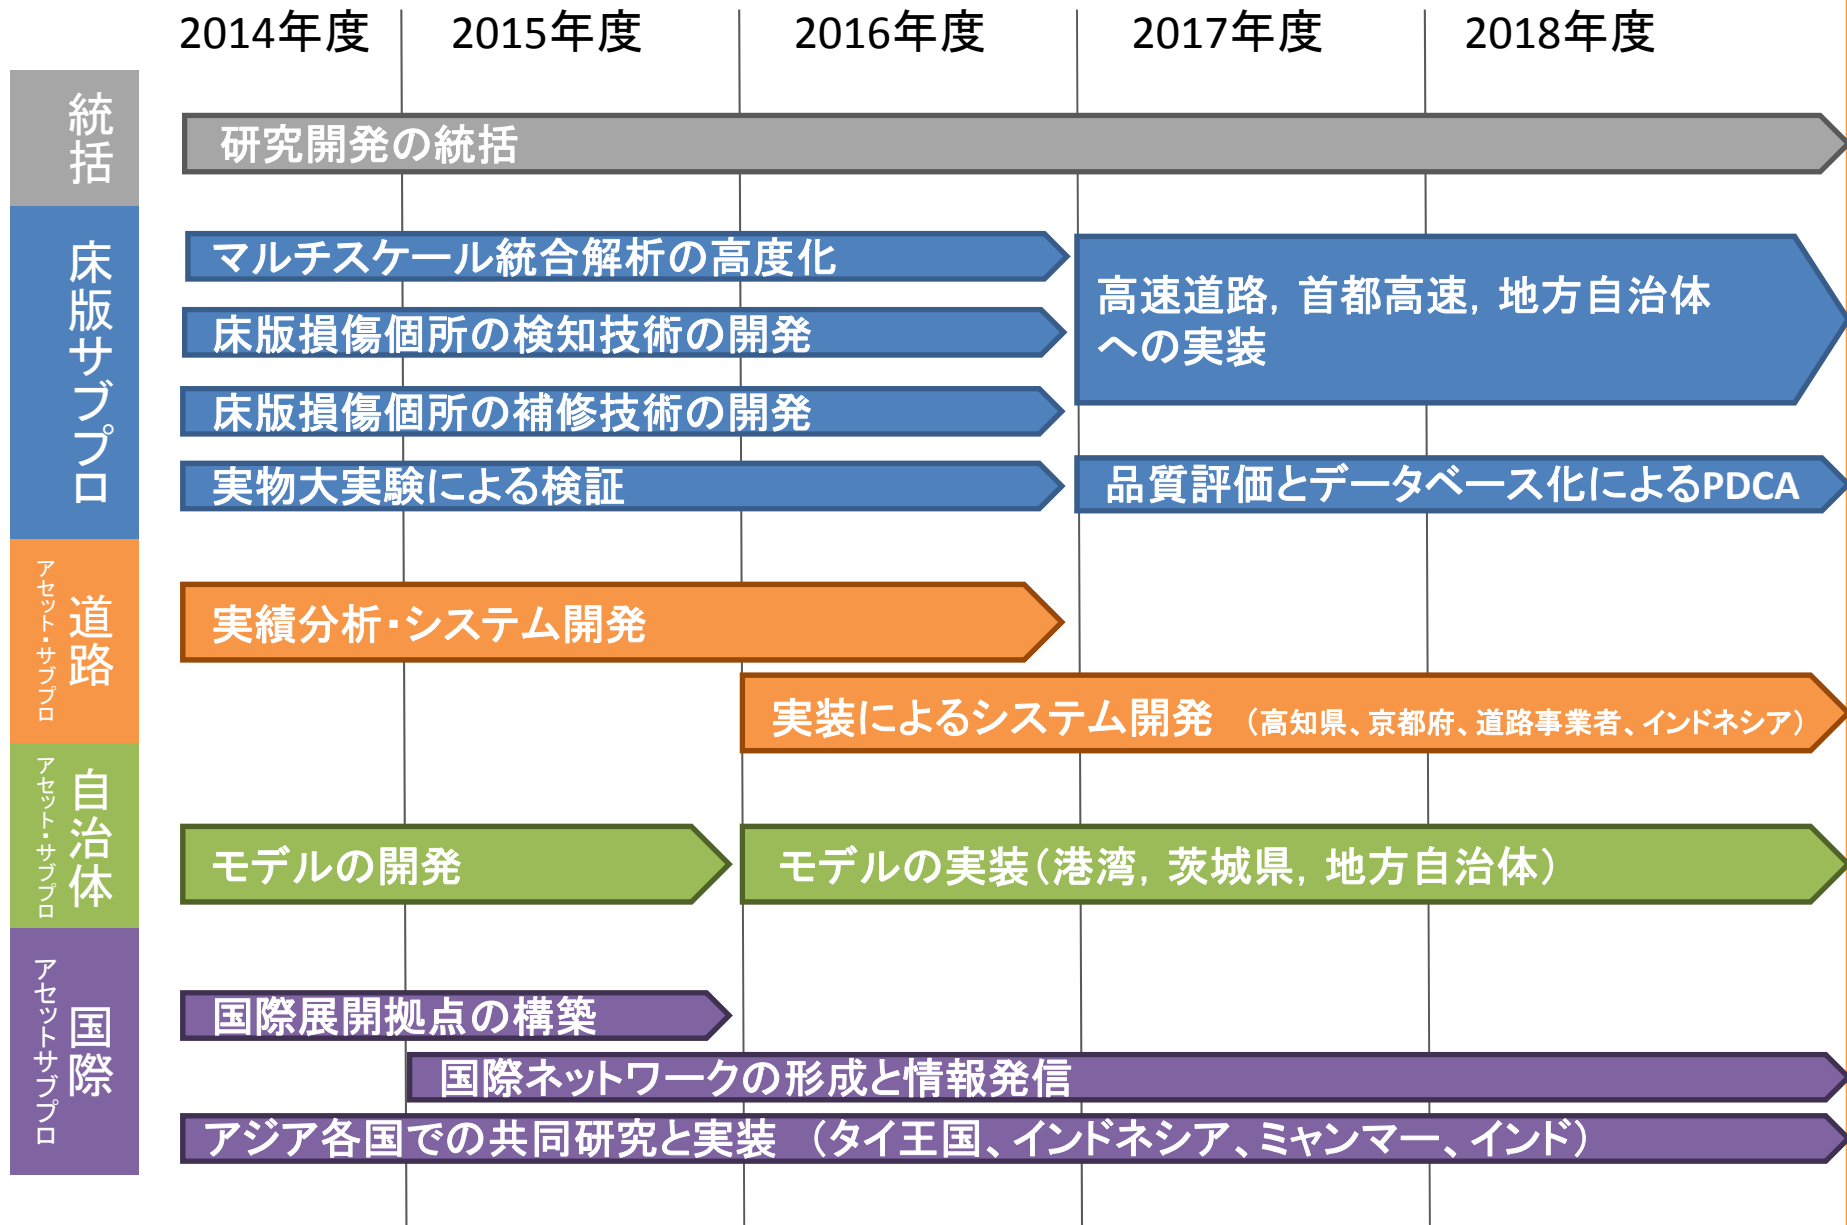 2014年度
2015年度
2016年度
2017年度
2018年度
統括
研究開発の統括
床版サブプロ
マルチスケール統合解析の高度化
床版損傷個所の検知技術の開発
床版損傷個所の補修技術の開発
実物大実験による検証
高速道路，首都高速，地方自治体
への実装
品質評価とデータベース化によるPDCA
道路
アセット・サブプロ
実績分析・システム開発
実装によるシステム開発 （高知県、京都府、道路事業者、インドネシア）
自治体
アセット・サブプロ
モデルの開発
モデルの実装（港湾，茨城県，地方自治体）
国際
アセットサブプロ
国際展開拠点の構築
国際ネットワークの形成と情報発信
アジア各国での共同研究と実装 （タイ王国、インドネシア、ミャンマー、インド）